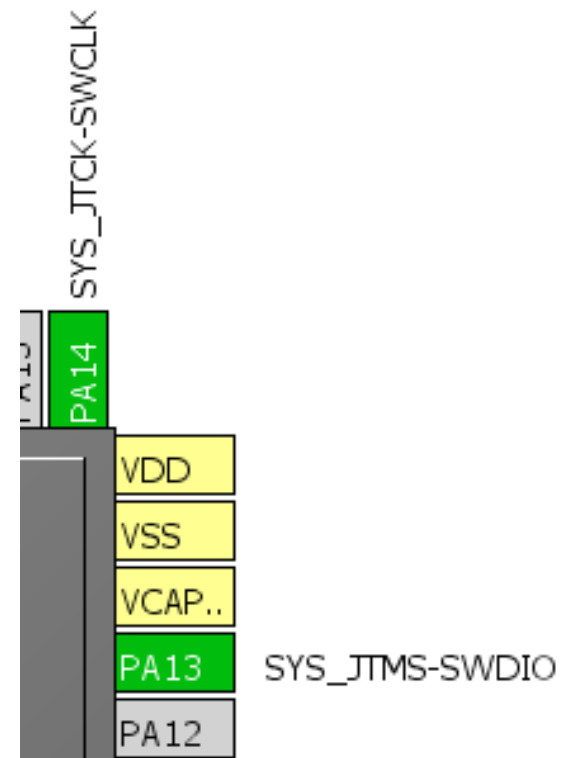 SYS_JTCK-SWCLK
PA14
VDD
VSS
VCAP..
PA13 SYS_JTMS-SWDIO
PA12